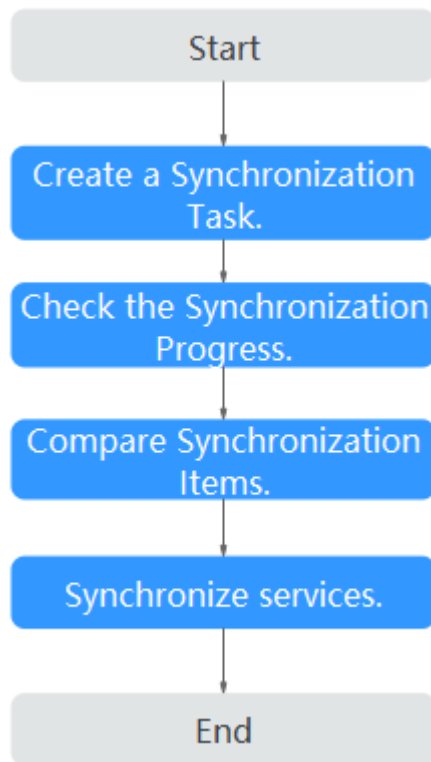 Start
Create a Synchronization
Task.
Check the Synchronization
Progress.
Compare Synchronization
Items.
Synchronize services.
End